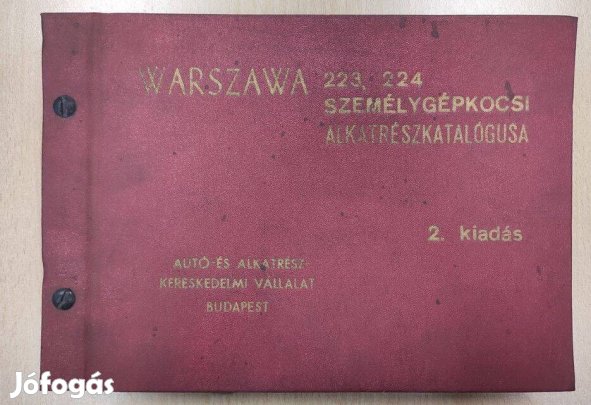 WARSZAWA 223, 224
SZEMÉLYGÉPKOCSI
ALKATRÉSZKATALÓGUSA
2. kiadás
AUTÓ-ÉS ALKATRÉSZ-
KERESKEDELMI VÁLLALAT
BUDAPEST
Jófogás